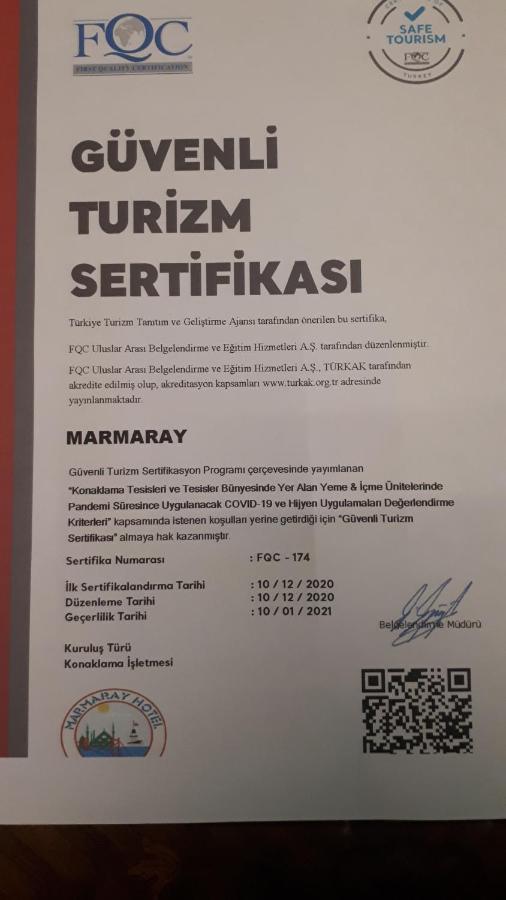 FQC
FIRST QUALITY CERTIFICATION
SAFE
TOURISM
FQC
TURKEY
GÜVENLİ
TURİZM
SERTİFİKASI
Türkiye Turizm Tanıtım ve Geliştirme Ajansı tarafından önerilen bu sertifika,
FQC Uluslar Arası Belgelendirme ve Eğitim Hizmetleri A.Ş. tarafından düzenlenmiştir.
FQC Uluslar Arası Belgelendirme ve Eğitim Hizmetleri A.Ş., TÜRKAK tarafından
akredite edilmiş olup, akreditasyon kapsamları www.turkak.org.tr adresinde
yayınlanmaktadır.
MARMARAY
Güvenli Turizm Sertifikasyon Programı çerçevesinde yayımlanan
"Konaklama Tesisleri ve Tesisler Bünyesinde Yer Alan Yeme & İçme Ünitelerinde
Pandemi Süresince Uygulanacak COVID-19 ve Hijyen Uygulamaları Değerlendirme
Kriterleri" kapsamında istenen koşulları yerine getirdiği için "Güvenli Turizm
Sertifikası" almaya hak kazanmıştır.
Sertifika Numarası : FQC - 174
İlk Sertifikalandırma Tarihi : 10 / 12 / 2020
Düzenleme Tarihi : 10 / 12 / 2020
Geçerlilik Tarihi : 10 / 01 / 2021
Belgelendirme Müdürü
Kuruluş Türü
Konaklama İşletmesi
MARMARAY HOTEL